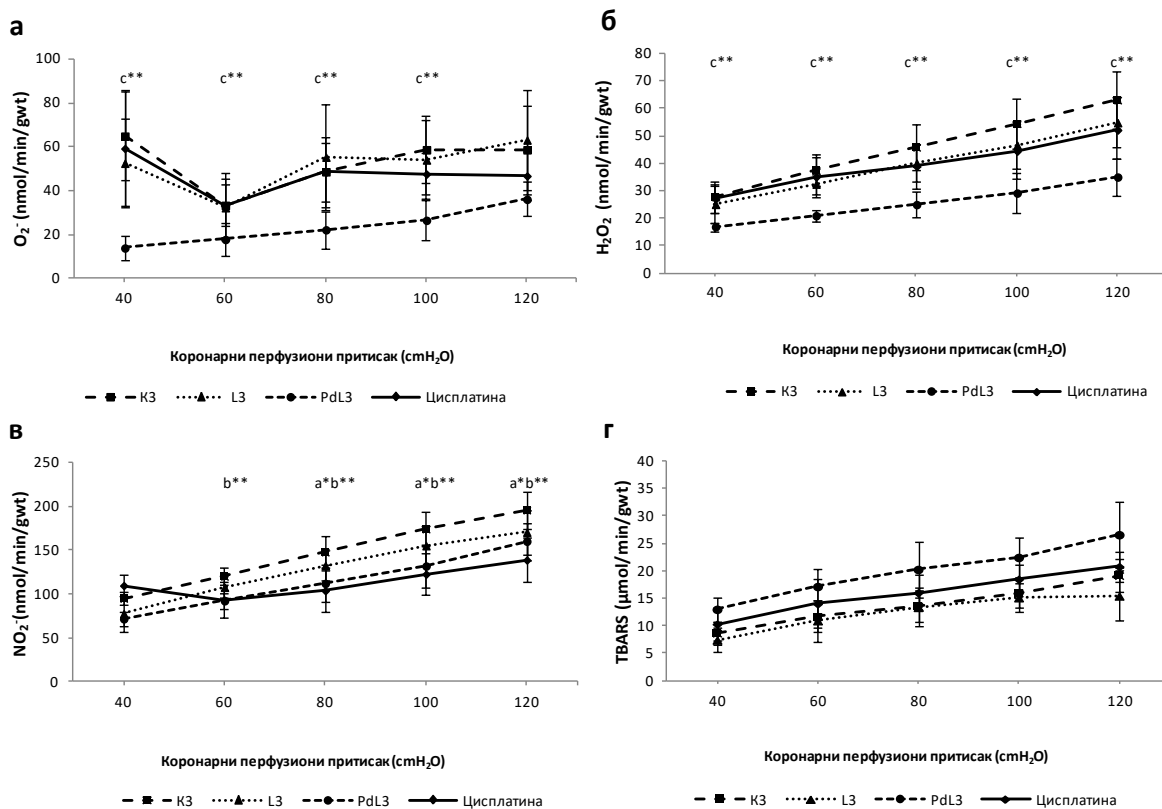 а
O₂⁻ (nmol/min/gwt)
100
80
60
40
20
0
c** c** c** c**
40 60 80 100 120
Коронарни перфузиони притисак (cmH₂O)
К3 L3 PdL3 Цисплатина
б
H₂O₂ (nmol/min/gwt)
80
70
60
50
40
30
20
10
0
c** c** c** c** c**
40 60 80 100 120
Коронарни перфузиони притисак (cmH₂O)
К3 L3 PdL3 Цисплатина
в
NO₂⁻(nmol/min/gwt)
250
200
150
100
50
0
b** a*b** a*b** a*b**
40 60 80 100 120
Коронарни перфузиони притисак (cmH₂O)
К3 L3 PdL3 Цисплатина
г
TBARS (μmol/min/gwt)
40
35
30
25
20
15
10
5
0
40 60 80 100 120
Коронарни перфузиони притисак (cmH₂O)
К3 L3 PdL3 Цисплатина